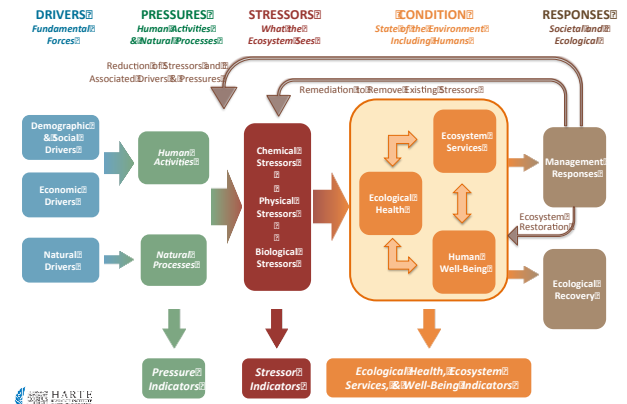 DRIVERS
Fundamental
Forces
PRESSURES
Human Activities
& Natural Processes
STRESSORS
What the
Ecosystem Sees
CONDITION
State of the Environment
Including Humans
RESPONSES
Societal and
Ecological
Reduction of Stressors and
Associated Drivers & Pressures
Remediation to Remove Existing Stressors
Demographic
& Social
Drivers
Economic
Drivers
Natural
Drivers
Human
Activities
Natural
Processes
Chemical
Stressors
Physical
Stressors
Biological
Stressors
Ecosystem
Services
Ecological
Health
Human
Well-Being
Management
Responses
Ecosystem
Restoration
Ecological
Recovery
Pressure
Indicators
Stressor
Indicators
Ecological Health, Ecosystem
Services, & Well-Being Indicators
HARTE